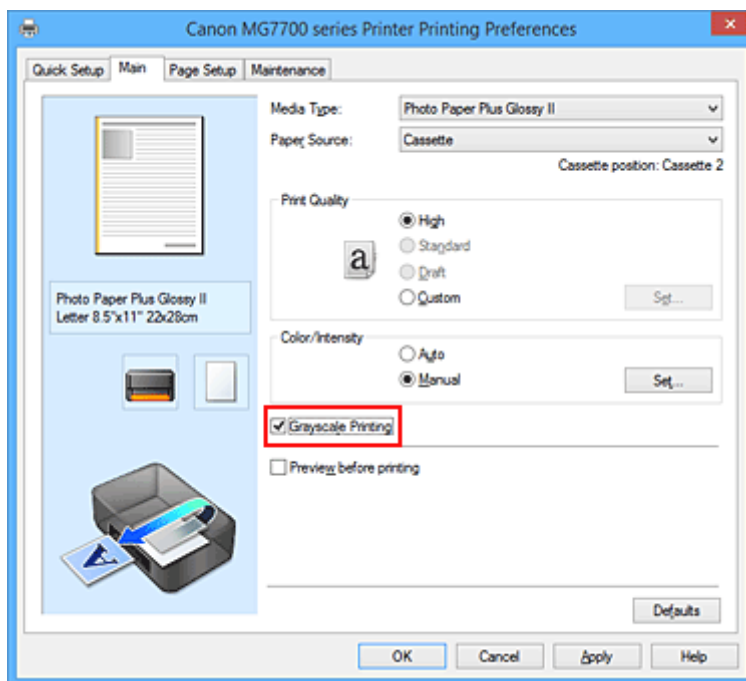 Canon MG7700 series Printer Printing Preferences
Quick Setup Main Page Setup Maintenance
Media Type: Photo Paper Plus Glossy II
Paper Source: Cassette
Cassette position: Cassette 2
Print Quality
High
a
Standard
Draft
Custom Set...
Photo Paper Plus Glossy II
Letter 8.5"x11" 22x28cm
Color/Intensity
Auto
Manual Set...
Grayscale Printing
Preview before printing
A
Defaults
OK Cancel Apply Help